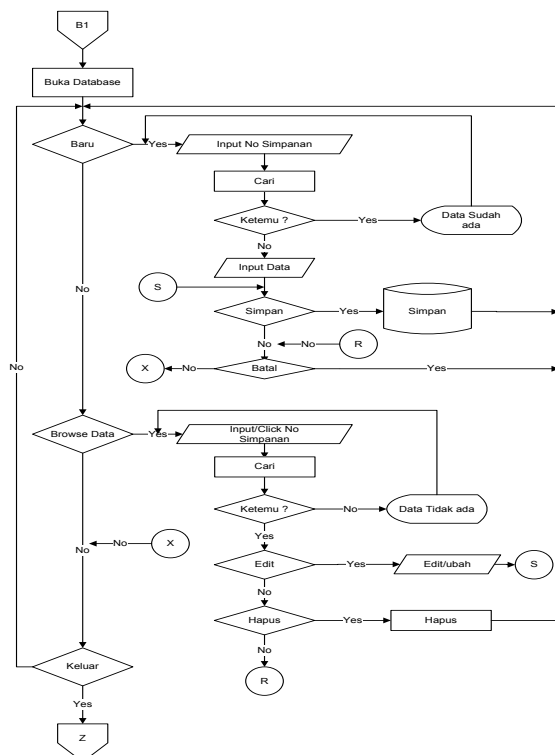 B1
Buka Database
Baru
Yes
Input No Simpanan
Cari
Ketemu ?
Yes
Data Sudah
ada
No
Input Data
S
Simpan
Yes
Simpan
No
No
R
X
No
Batal
Yes
No
No
Browse Data
Yes
Input/Click No
Simpanan
Cari
Ketemu ?
No
Data Tidak ada
Yes
No
X
No
Edit
Yes
Edit/ubah
S
No
Hapus
Yes
Hapus
No
Keluar
R
Yes
Z